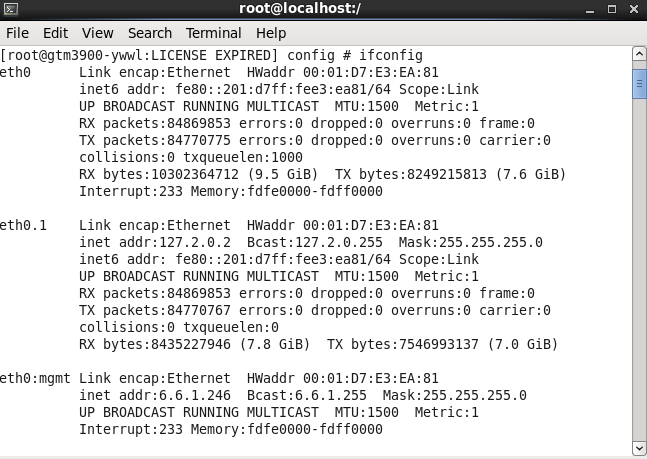 root@localhost:/
File Edit View Search Terminal Help
[root@gtm3900-ywwl:LICENSE EXPIRED] config # ifconfig
eth0      Link encap:Ethernet  HWaddr 00:01:D7:E3:EA:81
          inet6 addr: fe80::201:d7ff:fee3:ea81/64 Scope:Link
          UP BROADCAST RUNNING MULTICAST  MTU:1500  Metric:1
          RX packets:84869853 errors:0 dropped:0 overruns:0 frame:0
          TX packets:84770775 errors:0 dropped:0 overruns:0 carrier:0
          collisions:0 txqueuelen:1000
          RX bytes:10302364712 (9.5 GiB)  TX bytes:8249215813 (7.6 GiB)
          Interrupt:233 Memory:fdfe0000-fdff0000
eth0.1    Link encap:Ethernet  HWaddr 00:01:D7:E3:EA:81
          inet addr:127.2.0.2  Bcast:127.2.0.255  Mask:255.255.255.0
          inet6 addr: fe80::201:d7ff:fee3:ea81/64 Scope:Link
          UP BROADCAST RUNNING MULTICAST  MTU:1500  Metric:1
          RX packets:84869853 errors:0 dropped:0 overruns:0 frame:0
          TX packets:84770767 errors:0 dropped:0 overruns:0 carrier:0
          collisions:0 txqueuelen:0
          RX bytes:8435227946 (7.8 GiB)  TX bytes:7546993137 (7.0 GiB)
eth0:mgmt Link encap:Ethernet  HWaddr 00:01:D7:E3:EA:81
          inet addr:6.6.1.246  Bcast:6.6.1.255  Mask:255.255.255.0
          UP BROADCAST RUNNING MULTICAST  MTU:1500  Metric:1
          Interrupt:233 Memory:fdfe0000-fdff0000